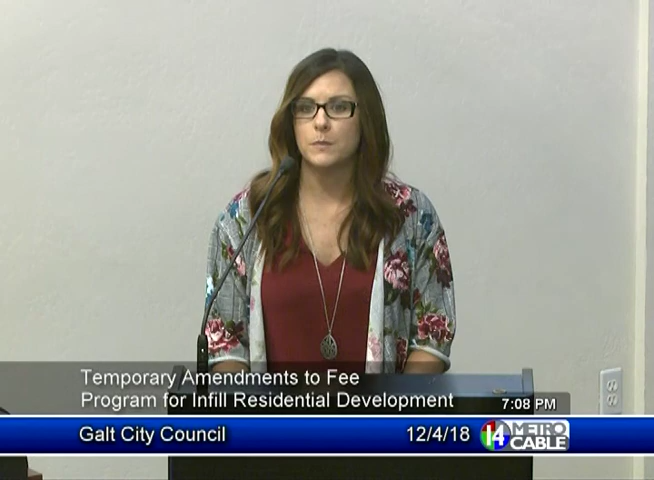 Temporary Amendments to Fee
Program for Infill Residential Development
7:08 PM
Galt City Council
12/4/18
14 METRO
CABLE